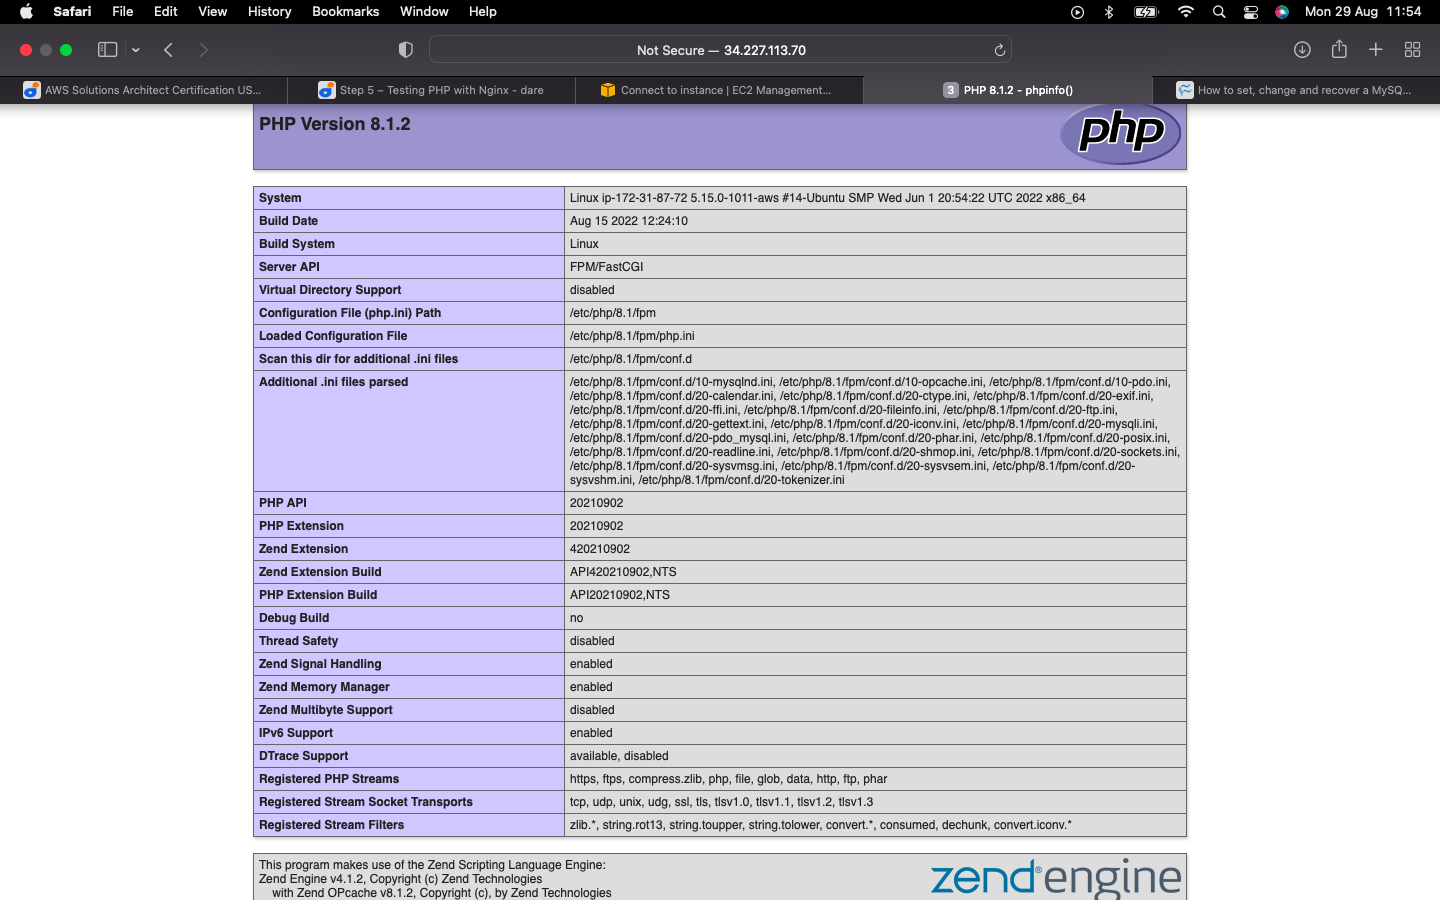 Safari File Edit View History Bookmarks Window Help Mon 29 Aug 11:54
Not Secure — 34.227.113.70
AWS Solutions Architect Certification US...
Step 5 – Testing PHP with Nginx - dare
Connect to instance | EC2 Management...
3 PHP 8.1.2 - phpinfo()
How to set, change and recover a MySQ...
PHP Version 8.1.2
php
System Linux ip-172-31-87-72 5.15.0-1011-aws #14-Ubuntu SMP Wed Jun 1 20:54:22 UTC 2022 x86_64
Build Date Aug 15 2022 12:24:10
Build System Linux
Server API FPM/FastCGI
Virtual Directory Support disabled
Configuration File (php.ini) Path /etc/php/8.1/fpm
Loaded Configuration File /etc/php/8.1/fpm/php.ini
Scan this dir for additional .ini files /etc/php/8.1/fpm/conf.d
Additional .ini files parsed /etc/php/8.1/fpm/conf.d/10-mysqlnd.ini, /etc/php/8.1/fpm/conf.d/10-opcache.ini, /etc/php/8.1/fpm/conf.d/10-pdo.ini,
/etc/php/8.1/fpm/conf.d/20-calendar.ini, /etc/php/8.1/fpm/conf.d/20-ctype.ini, /etc/php/8.1/fpm/conf.d/20-exif.ini,
/etc/php/8.1/fpm/conf.d/20-ffi.ini, /etc/php/8.1/fpm/conf.d/20-fileinfo.ini, /etc/php/8.1/fpm/conf.d/20-ftp.ini,
/etc/php/8.1/fpm/conf.d/20-gettext.ini, /etc/php/8.1/fpm/conf.d/20-iconv.ini, /etc/php/8.1/fpm/conf.d/20-mysqli.ini,
/etc/php/8.1/fpm/conf.d/20-pdo_mysql.ini, /etc/php/8.1/fpm/conf.d/20-phar.ini, /etc/php/8.1/fpm/conf.d/20-posix.ini,
/etc/php/8.1/fpm/conf.d/20-readline.ini, /etc/php/8.1/fpm/conf.d/20-shmop.ini, /etc/php/8.1/fpm/conf.d/20-sockets.ini,
/etc/php/8.1/fpm/conf.d/20-sysvmsg.ini, /etc/php/8.1/fpm/conf.d/20-sysvsem.ini, /etc/php/8.1/fpm/conf.d/20-
sysvshm.ini, /etc/php/8.1/fpm/conf.d/20-tokenizer.ini
PHP API 20210902
PHP Extension 20210902
Zend Extension 420210902
Zend Extension Build API420210902,NTS
PHP Extension Build API20210902,NTS
Debug Build no
Thread Safety disabled
Zend Signal Handling enabled
Zend Memory Manager enabled
Zend Multibyte Support disabled
IPv6 Support enabled
DTrace Support available, disabled
Registered PHP Streams https, ftps, compress.zlib, php, file, glob, data, http, ftp, phar
Registered Stream Socket Transports tcp, udp, unix, udg, ssl, tls, tlsv1.0, tlsv1.1, tlsv1.2, tlsv1.3
Registered Stream Filters zlib.*, string.rot13, string.toupper, string.tolower, convert.*, consumed, dechunk, convert.iconv.*
This program makes use of the Zend Scripting Language Engine:
Zend Engine v4.1.2, Copyright (c) Zend Technologies
with Zend OPcache v8.1.2, Copyright (c), by Zend Technologies
zend® engine